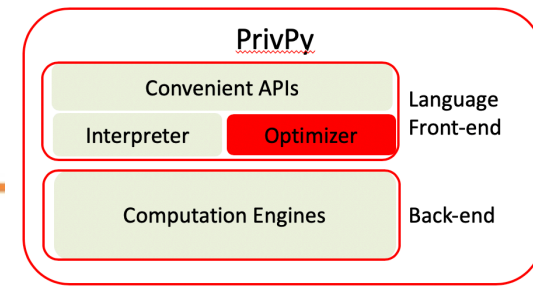 PrivPy
Convenient APIs
Language
Front-end
Interpreter
Optimizer
Computation Engines
Back-end